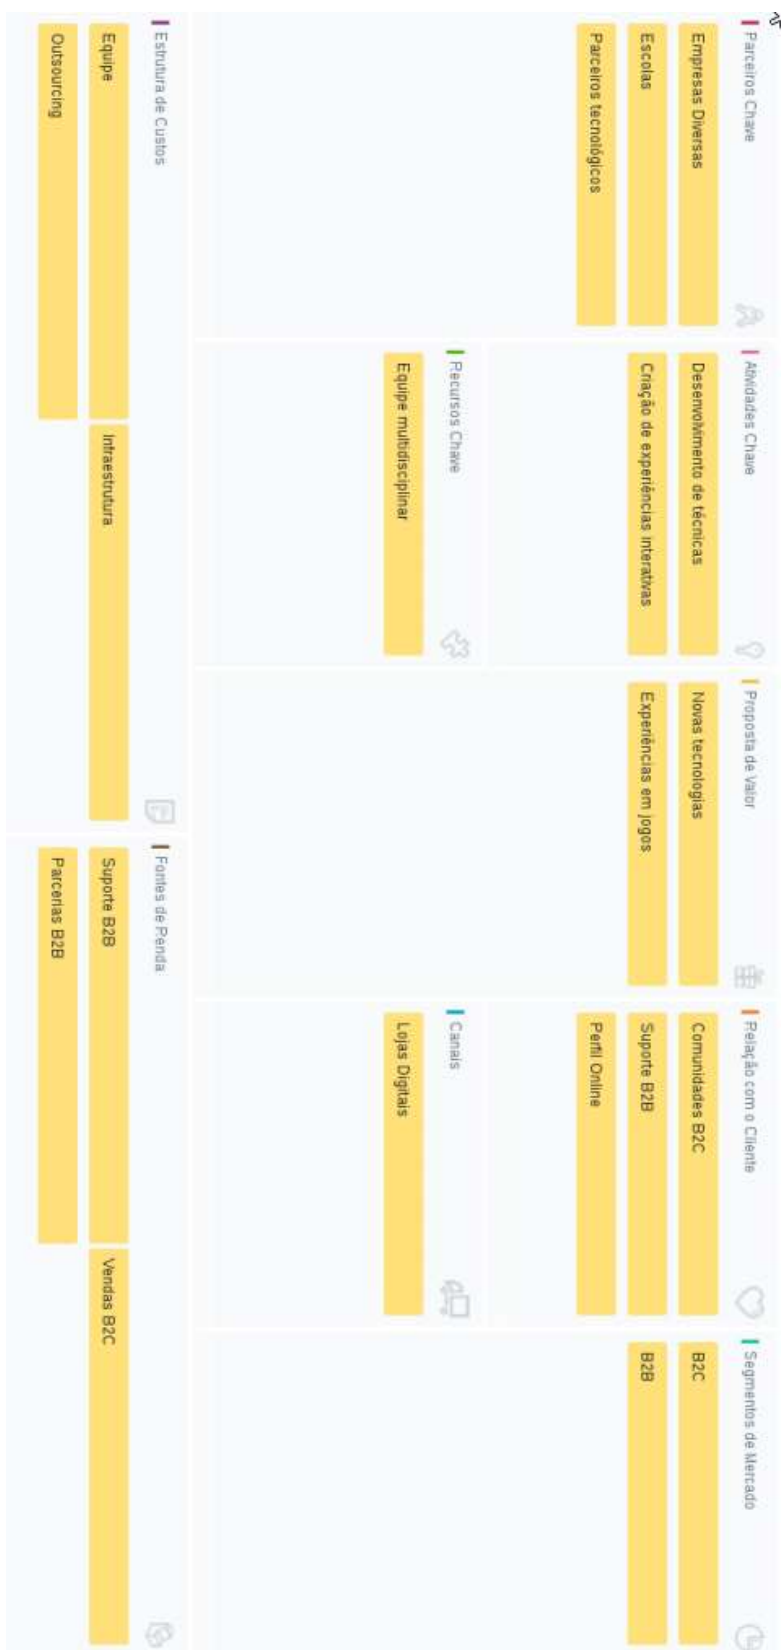 Parceiros Chave
Empresas Diversas
Escolas
Parceiros tecnológicos
Atividades Chave
Desenvolvimento de técnicas
Criação de experiências interativas
Recursos Chave
Equipe multidisciplinar
Proposta de Valor
Novas tecnologias
Experiências em jogos
Relação com o Cliente
Comunidades B2C
Suporte B2B
Perfil Online
Canais
Lojas Digitais
Segmentos de Mercado
B2C
B2B
Estrutura de Custos
Equipe
Infraestrutura
Outsourcing
Fontes de Renda
Suporte B2B
Vendas B2C
Parcerias B2B